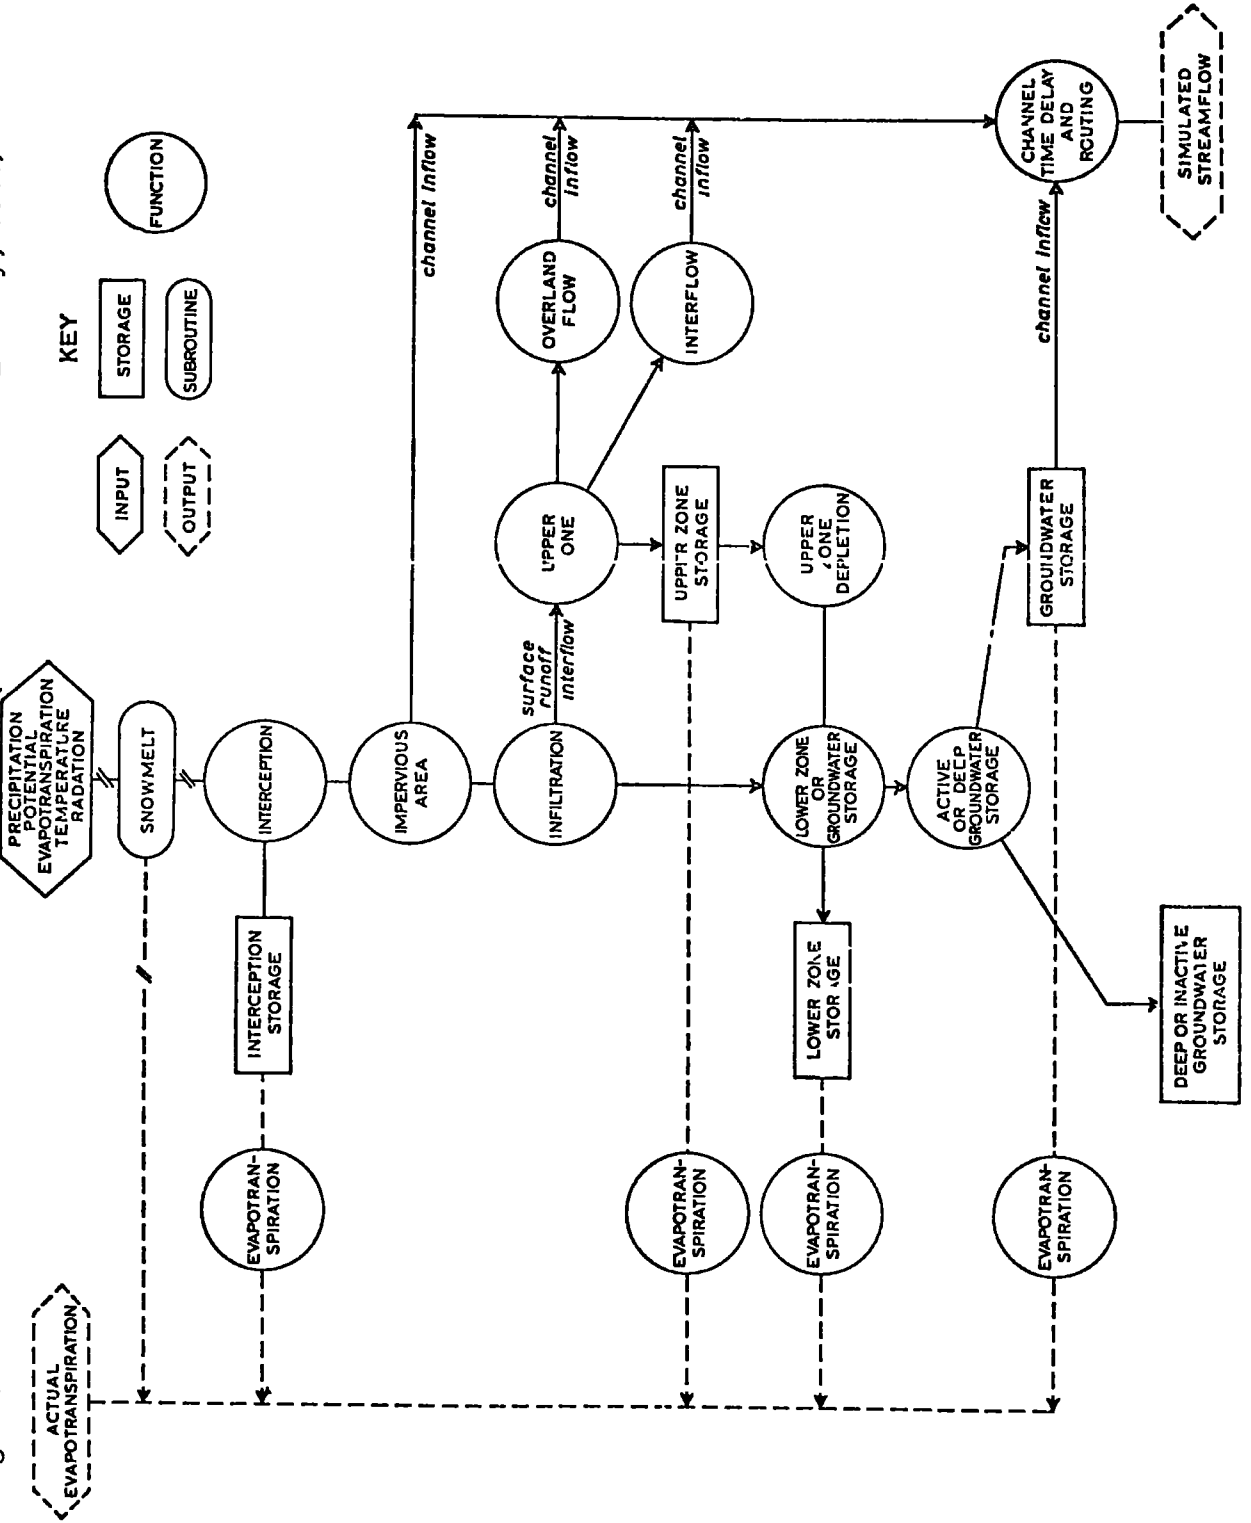 KEY
INPUT
STORAGE
FUNCTION
OUTPUT
SUBROUTINE
ACTUAL
EVAPOTRANSPIRATION
PRECIPITATION
POTENTIAL
EVAPOTRANSPIRATION
TEMPERATURE
RADATION
SNOWMELT
EVAPOTRAN-
SPIRATION
INTERCEPTION
STORAGE
INTERCEPTION
IMPERVIOUS
AREA
channel inflow
INFILTRATION
surface
runoff
interflow
UPPER
ONE
OVERLAND
FLOW
channel
inflow
INTERFLOW
channel
inflow
EVAPOTRAN-
SPIRATION
UPPER ZONE
STORAGE
EVAPOTRAN-
SPIRATION
LOWER ZONE
STORAGE
LOWER ZONE
OR
GROUNDWATER
STORAGE
UPPER
ZONE
DEPLETION
ACTIVE
OR DEEP
GROUNDWATER
STORAGE
EVAPOTRAN-
SPIRATION
GROUNDWATER
STORAGE
channel inflow
CHANNEL
TIME DELAY
AND
ROUTING
DEEP OR INACTIVE
GROUNDWATER
STORAGE
SIMULATED
STREAMFLOW